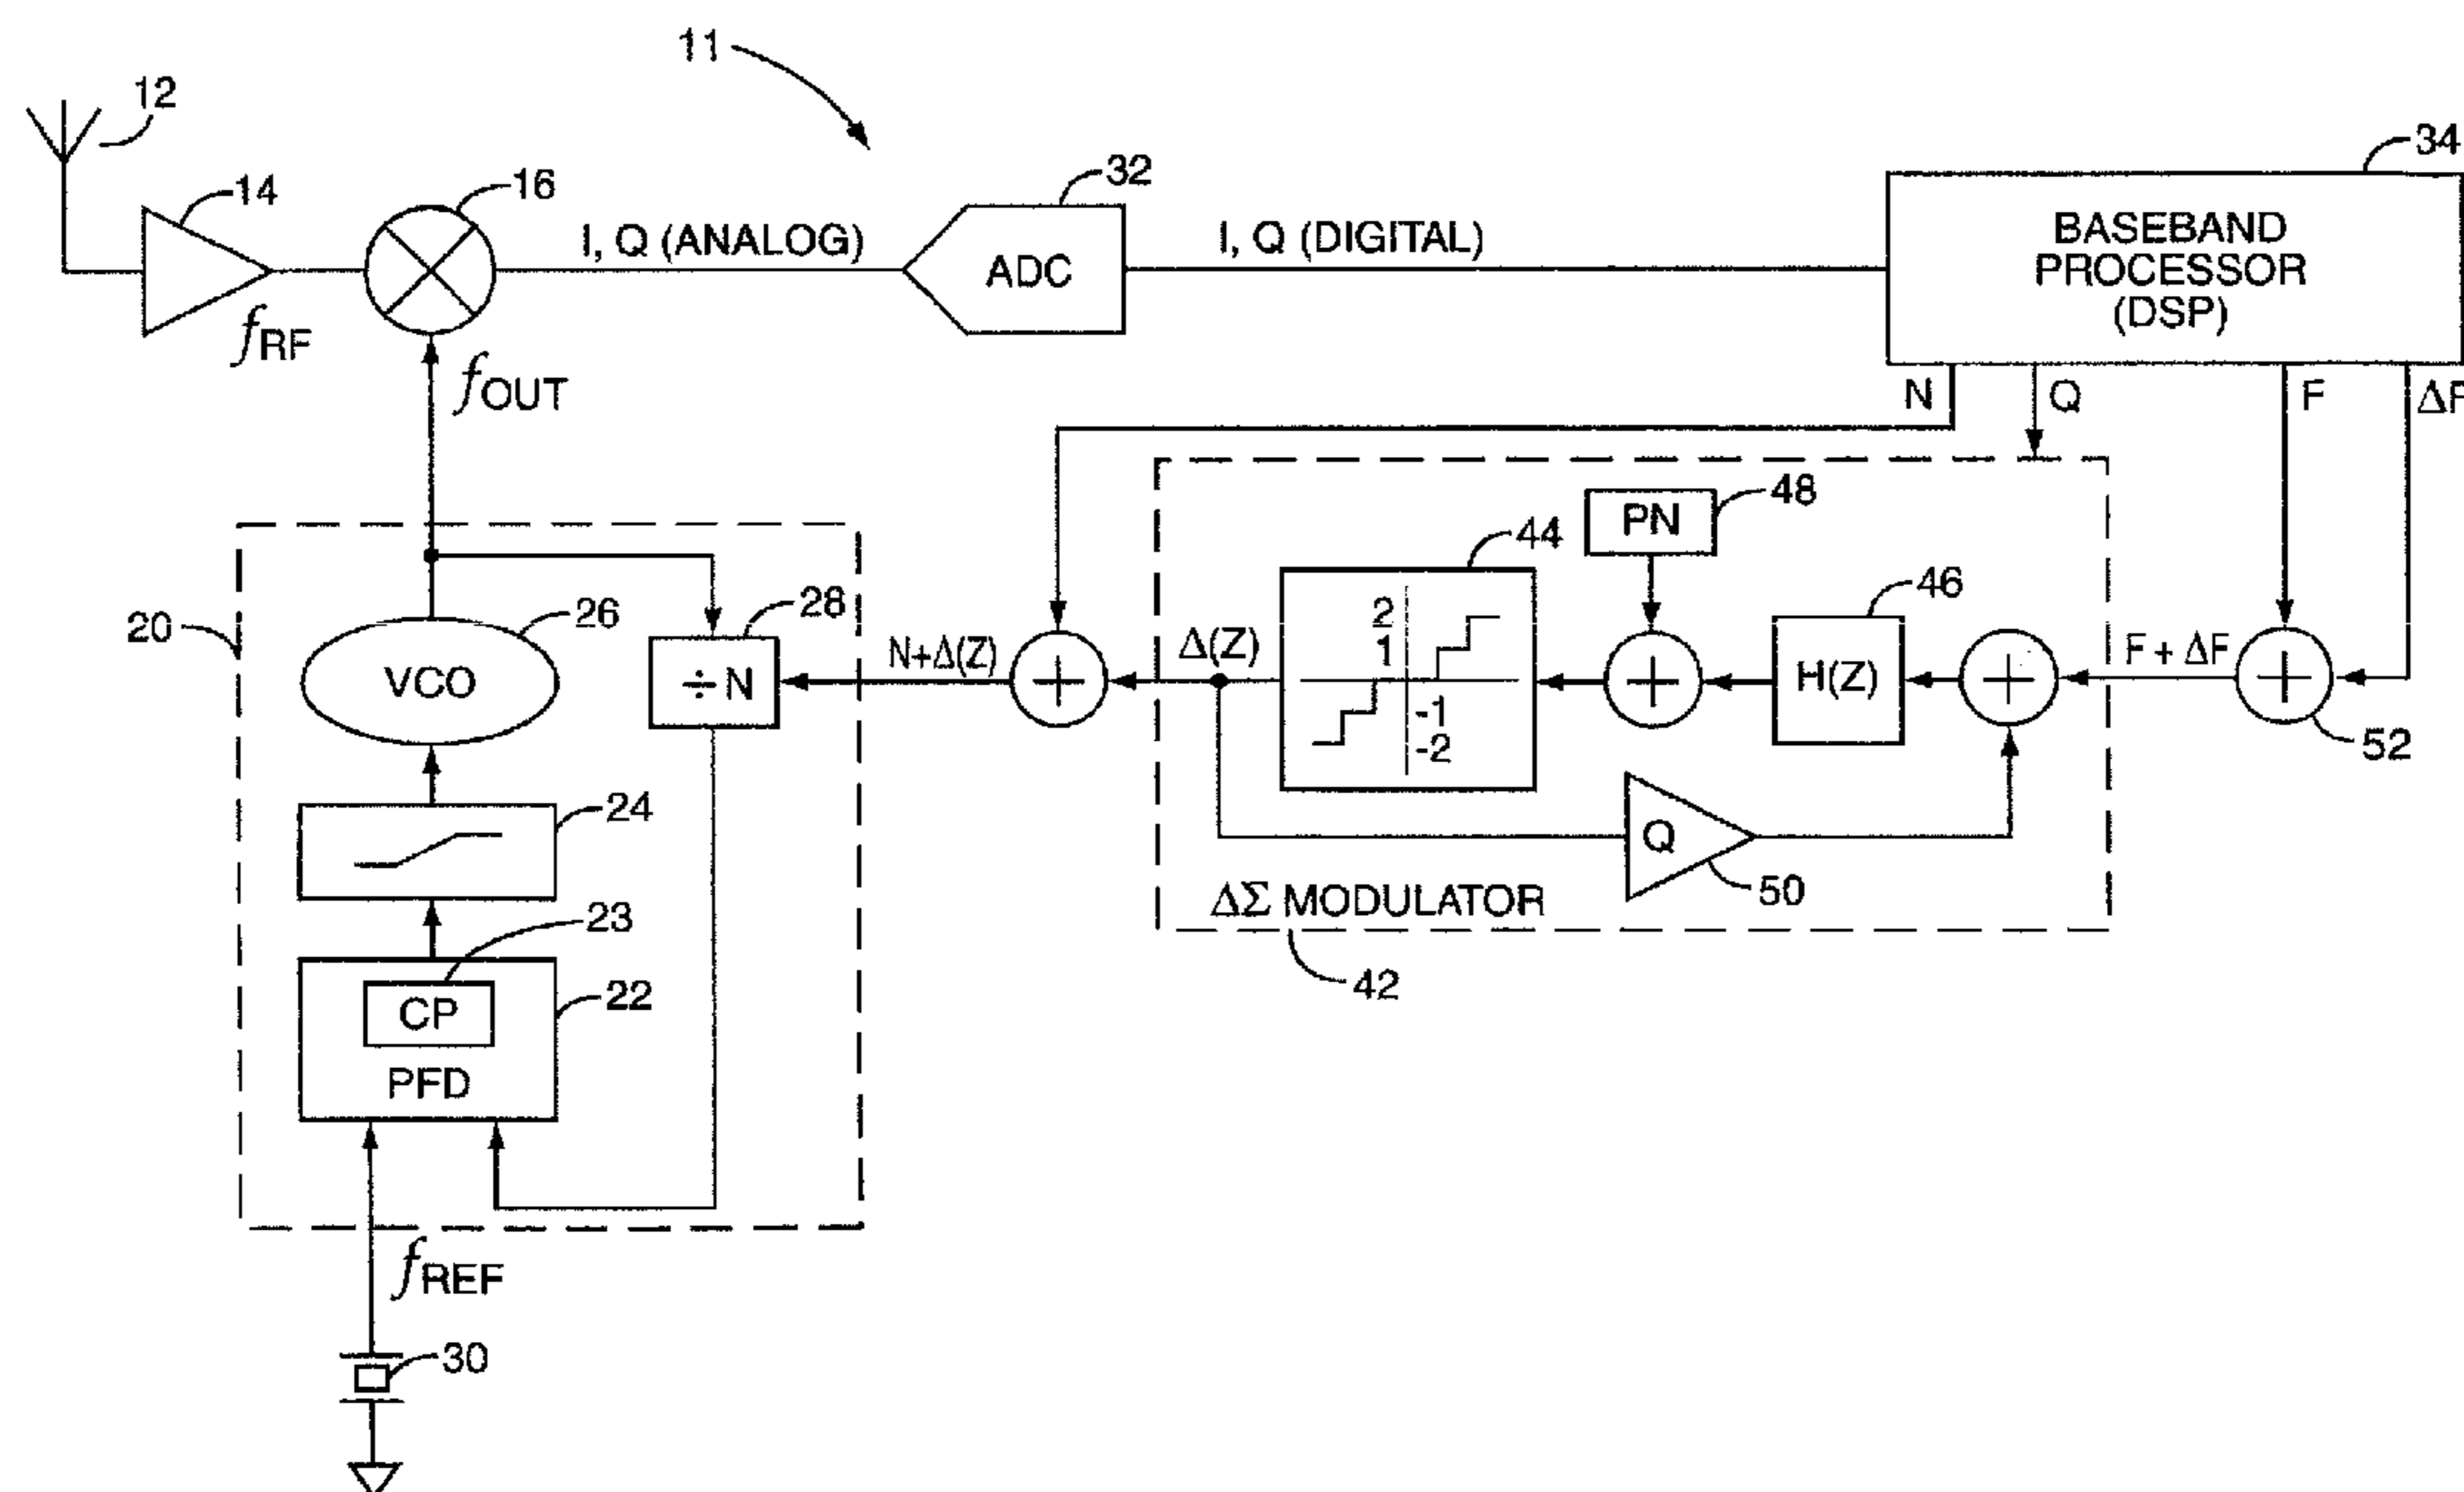 11
12
14
16
32
34
I, Q (ANALOG)
ADC
I, Q (DIGITAL)
BASEBAND
PROCESSOR
(DSP)
fRF
fOUT
N
Q
F
ΔF
20
26
VCO
28
÷ N
N+Δ(Z)
Δ(Z)
44
2
1
-1
-2
PN
48
46
H(Z)
F + ΔF
52
24
Q
50
ΔΣ MODULATOR
42
23
CP
22
PFD
fREF
30